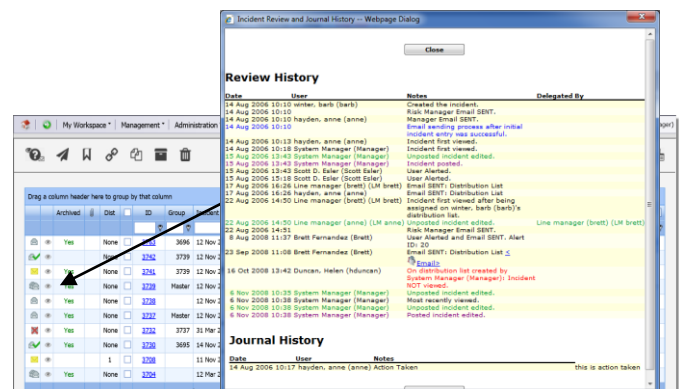 Incident Review and Journal History -- Webpage Dialog
Close
Review History
Date User Notes Delegated By
14 Aug 2006 10:10 winter, barb (barb) Created the incident.
14 Aug 2006 10:10 Risk Manager Email SENT.
14 Aug 2006 10:10 hayden, anne (anne) Manager Email SENT.
14 Aug 2006 10:10 Email sending process after initial
incident entry was successful.
14 Aug 2006 10:13 hayden, anne (anne) Incident first viewed.
14 Aug 2006 10:18 System Manager (Manager) Incident first viewed.
15 Aug 2006 13:43 System Manager (Manager) Unposted incident edited.
15 Aug 2006 13:43 System Manager (Manager) Incident posted.
15 Aug 2006 13:43 Scott D. Esler (Scott Esler) User Alerted.
15 Aug 2006 15:18 Scott D. Esler (Scott Esler) User Alerted.
17 Aug 2006 16:26 Line manager (brett) (LM brett) Email SENT: Distribution List
17 Aug 2006 16:26 hayden, anne (anne) Email SENT: Distribution List
22 Aug 2006 14:50 Line manager (brett) (LM brett) Incident first viewed after being
assigned on winter, barb (barb)'s
distribution list.
22 Aug 2006 14:50 Line manager (anne) (LM anne) Unposted incident edited. Line manager (brett) (LM brett)
22 Aug 2006 14:51 Risk Manager Email SENT.
8 Aug 2008 11:37 Brett Fernandez (Brett) User Alerted and Email SENT. Alert
ID: 20
23 Sep 2008 11:08 Brett Fernandez (Brett) Email SENT: Distribution List <
Email>
16 Oct 2008 13:42 Duncan, Helen (hduncan) On distribution list created by
System Manager (Manager): Incident
NOT viewed.
6 Nov 2008 10:35 System Manager (Manager) Unposted incident edited.
6 Nov 2008 10:38 System Manager (Manager) Most recently viewed.
6 Nov 2008 10:38 System Manager (Manager) Unposted incident edited.
6 Nov 2008 10:38 System Manager (Manager) Posted incident edited.
Journal History
Date User Notes
14 Aug 2006 10:17 hayden, anne (anne) Action Taken this is action taken
My Workspace Management Administration
Drag a column header here to group by that column
Archived Dist ID Group Incident
Yes None 3743 3696 12 Nov 2
Yes None 3742 3739 12 Nov 2
Yes None 3741 3739 12 Nov 2
Yes None 3739 Master 12 Nov 2
None 3738 12 Nov 2
Yes None 3737 Master 12 Nov 2
Yes None 3732 3737 31 Mar 2
Yes None 3730 3695 14 Nov 2
1 3708 11 Nov 2
Yes None 3704 12 Mar 2